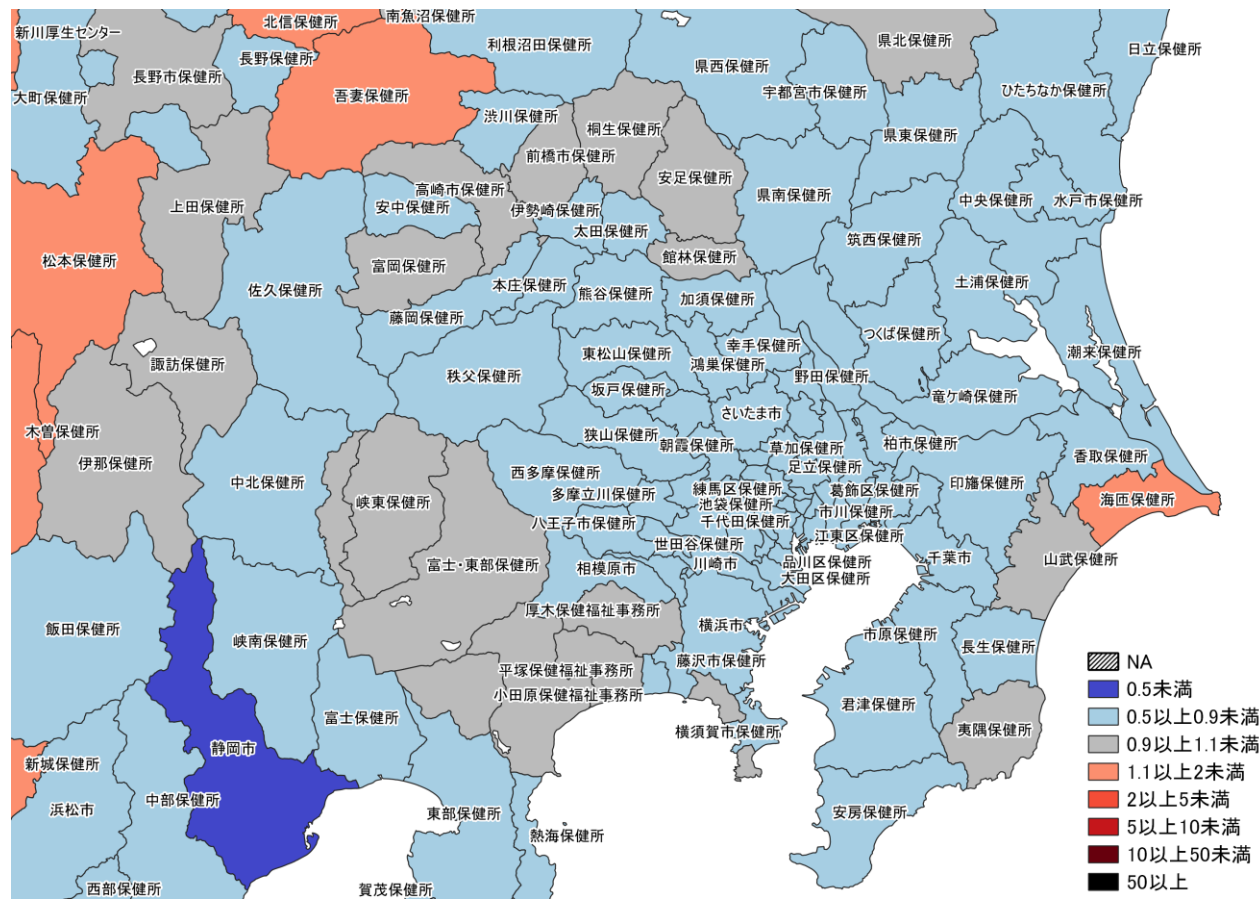 新川厚生センター
北信保健所
南魚沼保健所
利根沼田保健所
県北保健所
日立保健所
長野市保健所
長野保健所
県西保健所
大町保健所
吾妻保健所
宇都宮市保健所
ひたちなか保健所
渋川保健所
桐生保健所
県東保健所
前橋市保健所
安足保健所
高崎市保健所
県南保健所
上田保健所
安中保健所
伊勢崎保健所
中央保健所
水戸市保健所
太田保健所
筑西保健所
松本保健所
富岡保健所
館林保健所
佐久保健所
本庄保健所
熊谷保健所
加須保健所
土浦保健所
藤岡保健所
つくば保健所
幸手保健所
東松山保健所
諏訪保健所
鴻巣保健所
潮来保健所
秩父保健所
野田保健所
坂戸保健所
竜ケ崎保健所
さいたま市
木曽保健所
狭山保健所
朝霞保健所
草加保健所
柏市保健所
伊那保健所
香取保健所
足立保健所
西多摩保健所
中北保健所
練馬区保健所
葛飾区保健所
印旛保健所
多摩立川保健所
峡東保健所
池袋保健所
海匝保健所
市川保健所
八王子市保健所
千代田保健所
江東区保健所
世田谷保健所
千葉市
山武保健所
富士・東部保健所
相模原市
川崎市
品川区保健所
大田区保健所
厚木保健福祉事務所
飯田保健所
横浜市
市原保健所
峡南保健所
長生保健所
藤沢市保健所
平塚保健福祉事務所
小田原保健福祉事務所
君津保健所
富士保健所
夷隅保健所
横須賀市保健所
静岡市
新城保健所
中部保健所
浜松市
東部保健所
安房保健所
熱海保健所
西部保健所
賀茂保健所
NA
0.5未満
0.5以上0.9未満
0.9以上1.1未満
1.1以上2未満
2以上5未満
5以上10未満
10以上50未満
50以上